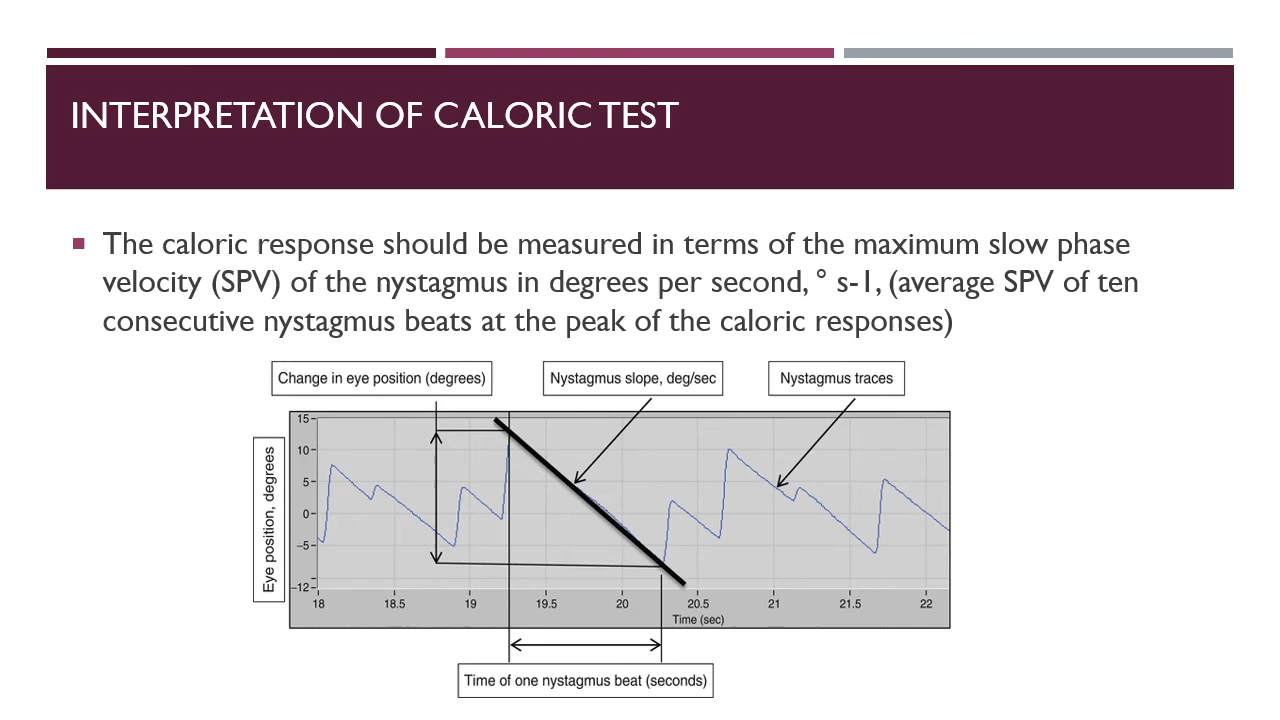 INTERPRETATION OF CALORIC TEST
The caloric response should be measured in terms of the maximum slow phase
velocity (SPV) of the nystagmus in degrees per second, ° s-1, (average SPV of ten
consecutive nystagmus beats at the peak of the caloric responses)
Change in eye position (degrees)
Nystagmus slope, deg/sec
Nystagmus traces
Eye position, degrees
15
10
5
0
-5
-12
18 18.5 19 19.5 20 20.5 21 21.5 22
Time (sec)
Time of one nystagmus beat (seconds)